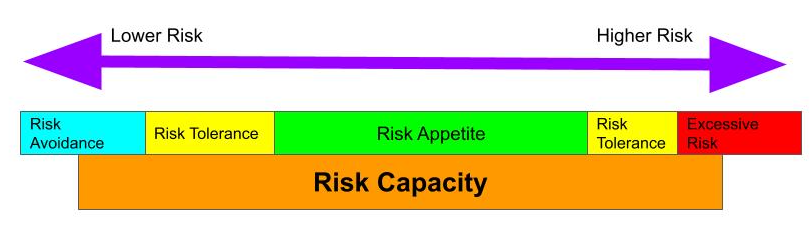 Lower Risk
Higher Risk
Risk
Avoidance
Risk Tolerance
Risk Appetite
Risk
Tolerance
Excessive
Risk
Risk Capacity